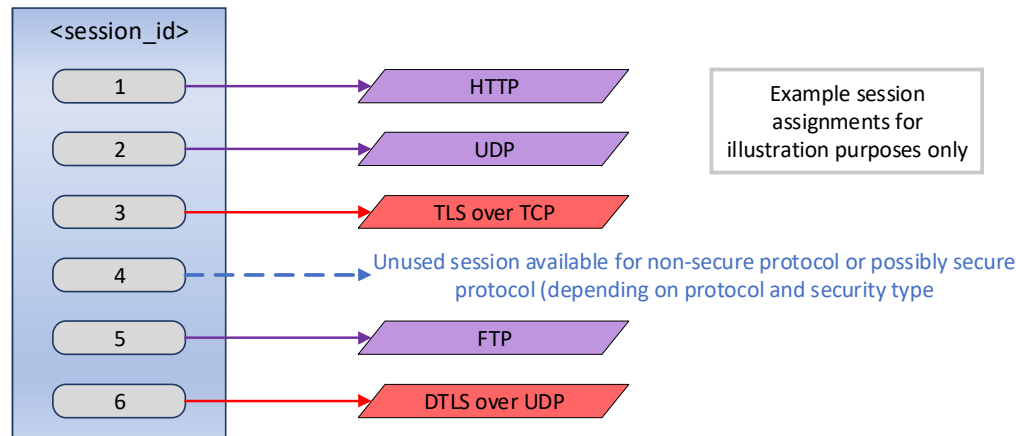 <session_id>
1
HTTP
Example session
assignments for
illustration purposes only
2
UDP
3
TLS over TCP
4
Unused session available for non-secure protocol or possibly secure
protocol (depending on protocol and security type
5
FTP
6
DTLS over UDP